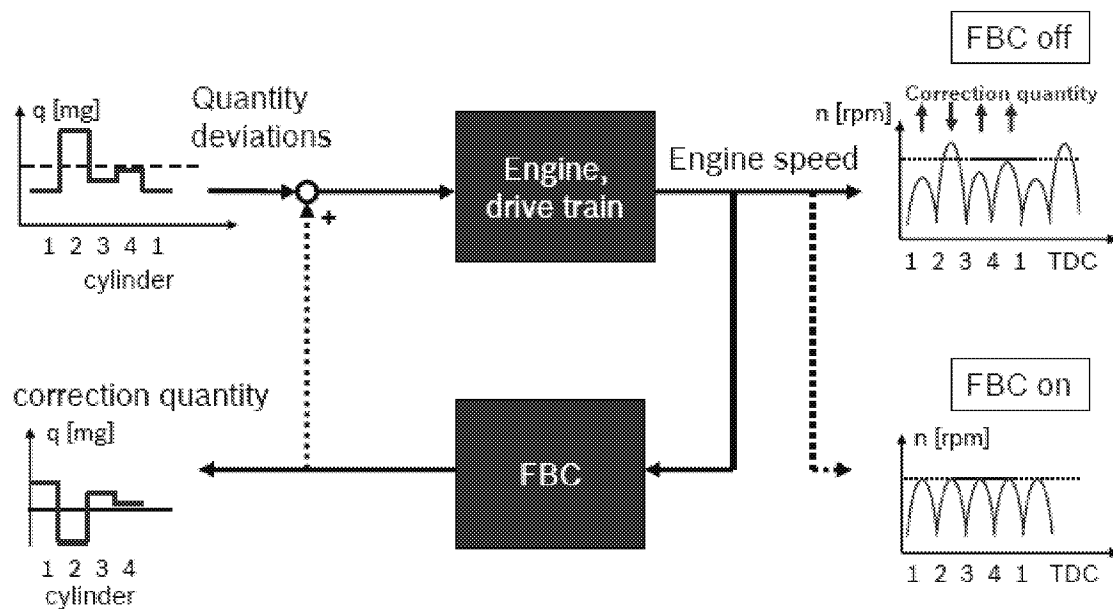 FBC off
q [mg]
Quantity
deviations
1 2 3 4 1
cylinder
+
Engine,
drive train
Engine speed
Correction quantity
n [rpm]
1 2 3 4 1 TDC
correction quantity
q [mg]
1 2 3 4
cylinder
FBC
FBC on
n [rpm]
1 2 3 4 1 TDC